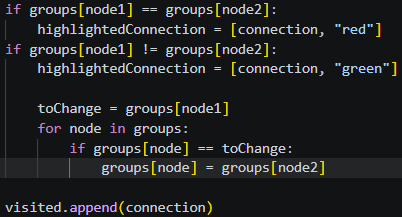 if groups[node1] == groups[node2]:
    highlightedConnection = [connection, "red"]
if groups[node1] != groups[node2]:
    highlightedConnection = [connection, "green"]

    toChange = groups[node1]
    for node in groups:
        if groups[node] == toChange:
            groups[node] = groups[node2]

visited.append(connection)